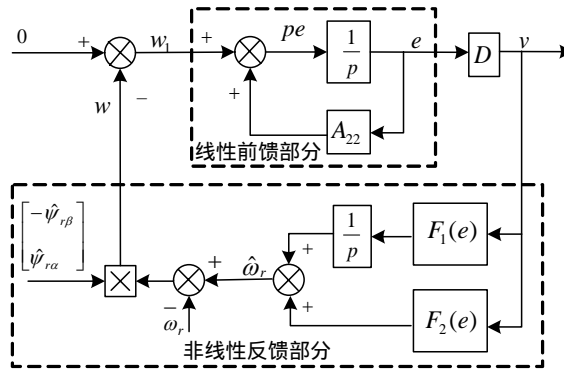 0 + w₁ + pe 1/p e D v
w − + A₂₂
线性前馈部分
[−ψ̂rβ
ψ̂rα]
1/p F₁(e)
× + ω̂r + +
− ωr F₂(e)
非线性反馈部分